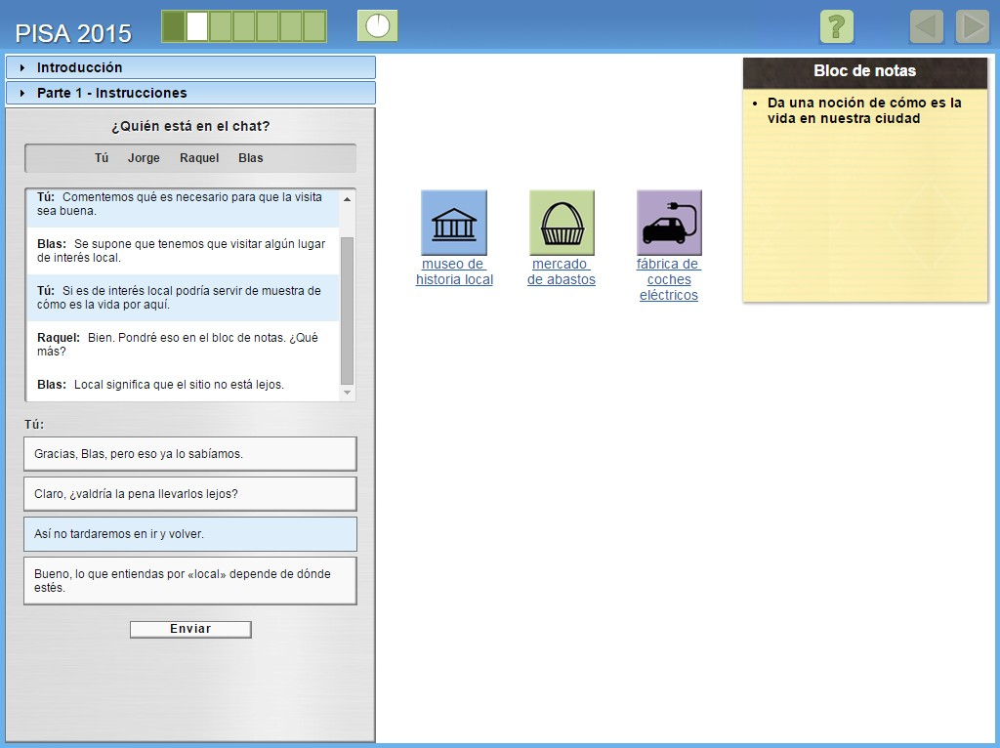 PISA 2015
?
Introducción
Parte 1 - Instrucciones
¿Quién está en el chat?
Tú Jorge Raquel Blas
Tú: Comentemos qué es necesario para que la visita
sea buena.
Blas: Se supone que tenemos que visitar algún lugar
de interés local.
Tú: Si es de interés local podría servir de muestra de
cómo es la vida por aquí.
Raquel: Bien. Pondré eso en el bloc de notas. ¿Qué
más?
Blas: Local significa que el sitio no está lejos.
Tú:
Gracias, Blas, pero eso ya lo sabíamos.
Claro, ¿valdría la pena llevarlos lejos?
Así no tardaremos en ir y volver.
Bueno, lo que entiendas por «local» depende de dónde
estés.
Enviar
museo de
historia local
mercado
de abastos
fábrica de
coches
eléctricos
Bloc de notas
• Da una noción de cómo es la
vida en nuestra ciudad